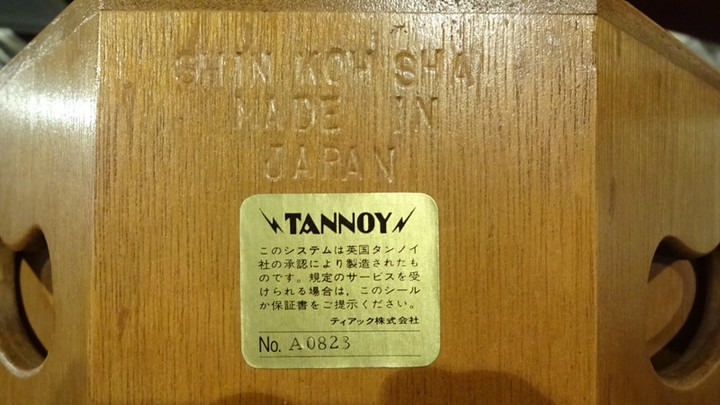 SHIN KOH SHA
MADE IN
JAPAN
TANNOY
このシステムは英国タンノイ
社の承認により製造されたも
のです。規定のサービスを受
けられる場合は、このシール
か保証書をご提示ください。
ティアック株式会社
No. A0823